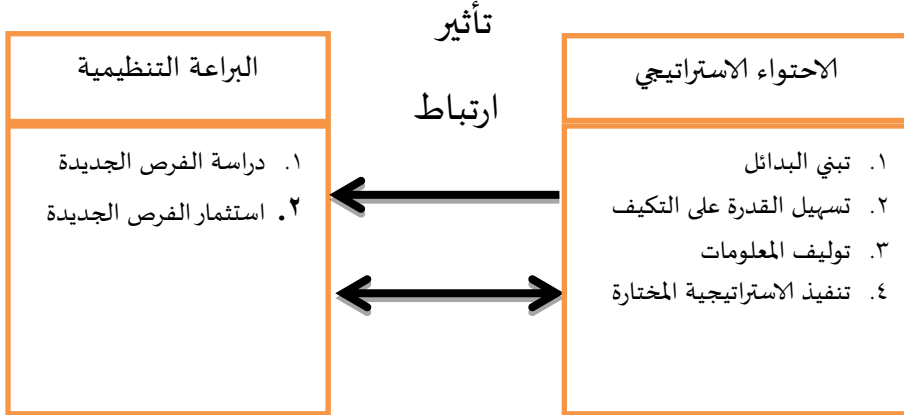 تأثير
ارتباط
الاحتواء الاستراتيجي
١. تبني البدائل
٢. تسهيل القدرة على التكيف
٣. توليف المعلومات
٤. تنفيذ الاستراتيجية المختارة
البراعة التنظيمية
١. دراسة الفرص الجديدة
٢. استثمار الفرص الجديدة